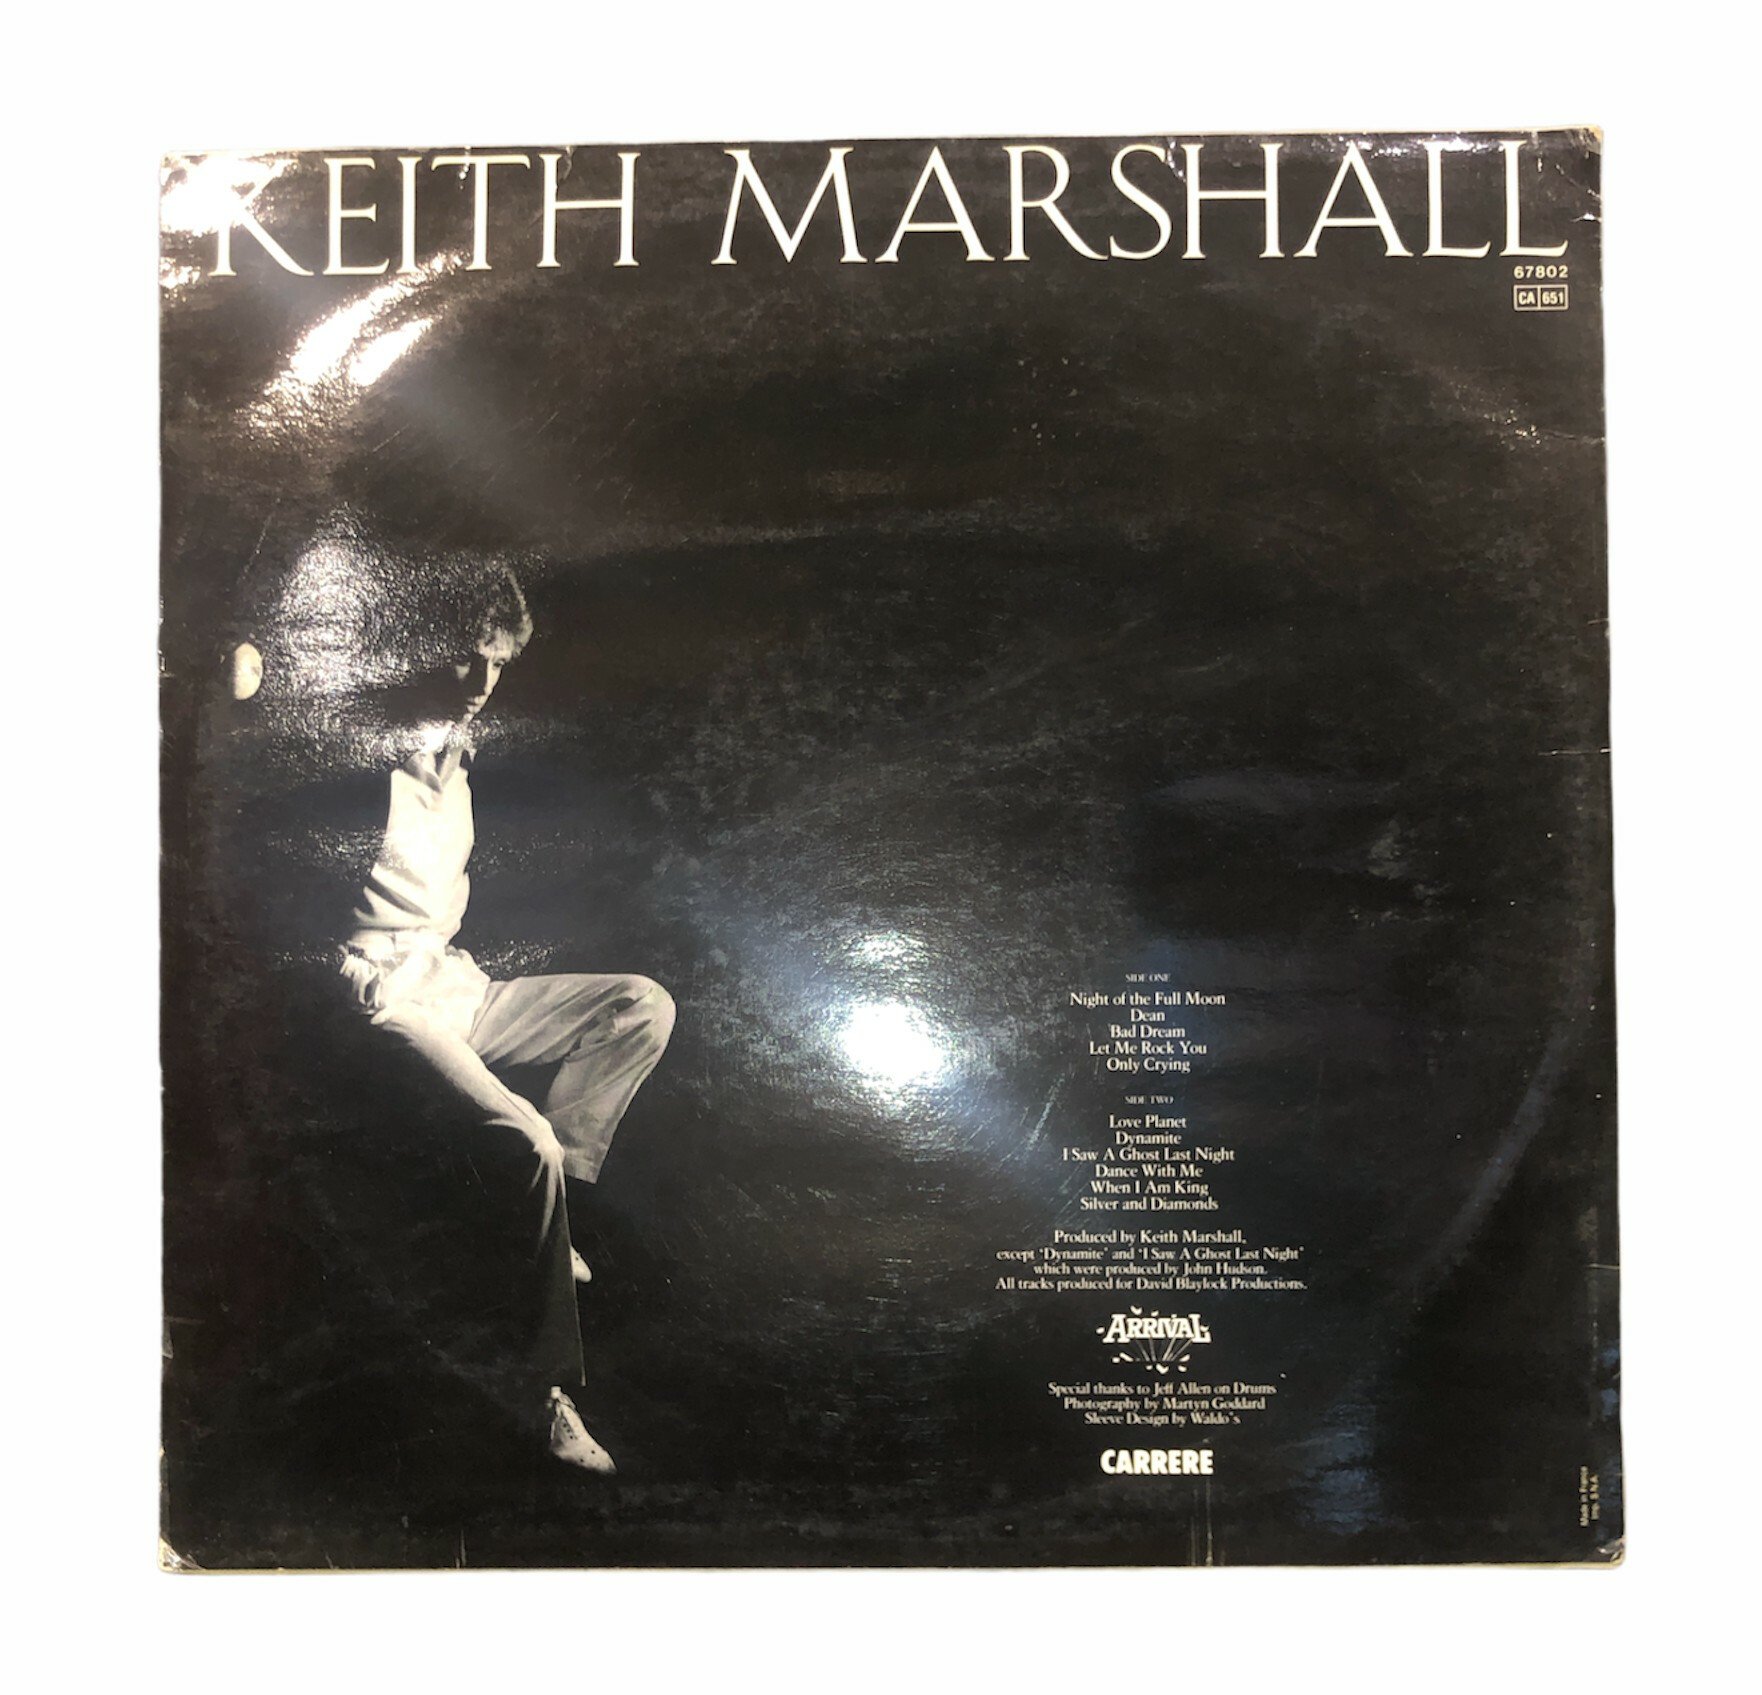 KEITH MARSHALL
67802
CA 651
SIDE ONE
Night of the Full Moon
Dean
Bad Dream
Let Me Rock You
Only Crying
SIDE TWO
Love Planet
Dynamite
I Saw A Ghost Last Night
Dance With Me
When I Am King
Silver and Diamonds
Produced by Keith Marshall,
except 'Dynamite' and 'I Saw A Ghost Last Night'
which were produced by John Hudson.
All tracks produced for David Blaylock Productions.
ARRIVAL
Special thanks to Jeff Allen on Drums
Photography by Martyn Goddard
Sleeve Design by Waldo's
CARRERE
Made in France
Imp. S.N.A.